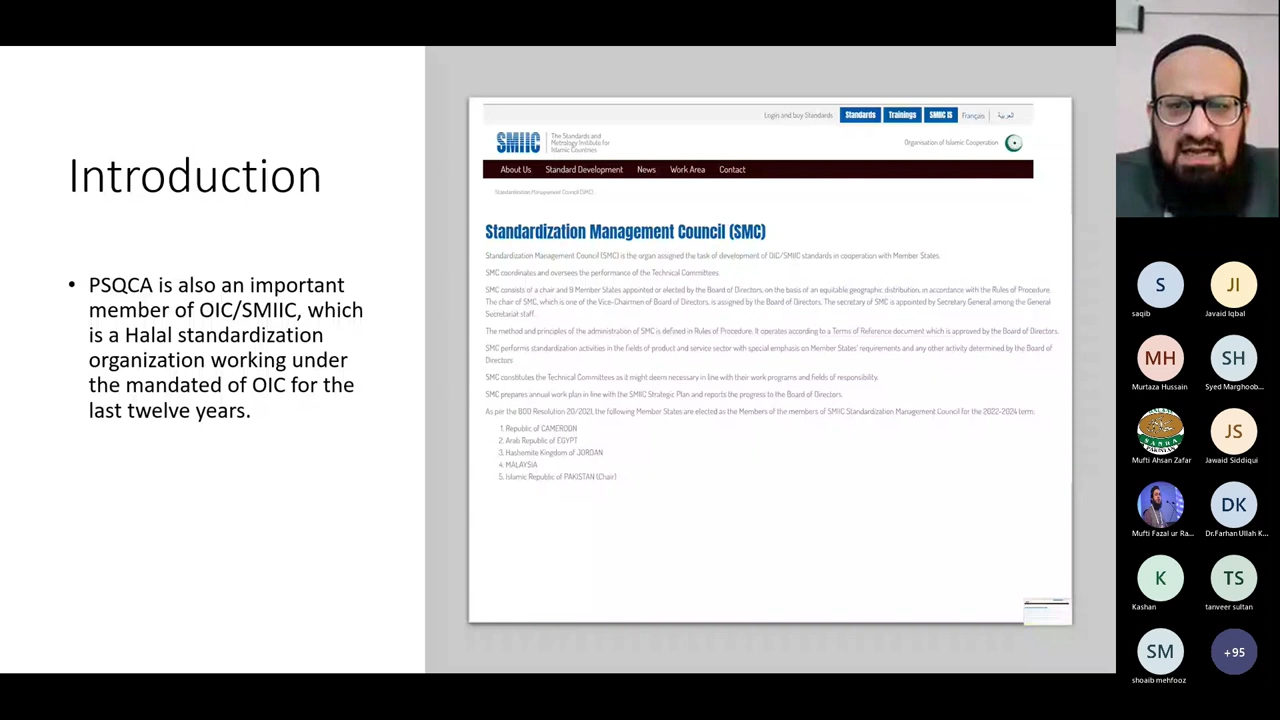 Introduction
• PSQCA is also an important
member of OIC/SMIIC, which
is a Halal standardization
organization working under
the mandated of OIC for the
last twelve years.
Login and buy Standards Standards Trainings SMIIC IS Français العربية
SMIIC The Standards and
Metrology Institute for
Islamic Countries
Organisation of Islamic Cooperation
About Us Standard Development News Work Area Contact
Standardization Management Council (SMC)
Standardization Management Council (SMC)
Standardization Management Council (SMC) is the organ assigned the task of development of OIC/SMIIC standards in cooperation with Member States.
SMC coordinates and oversees the performance of the Technical Committees.
SMC consists of a chair and 9 Member States appointed or elected by the Board of Directors, on the basis of an equitable geographic distribution, in accordance with the Rules of Procedure.
The chair of SMC, which is one of the Vice-Chairmen of Board of Directors, is assigned by the Board of Directors. The secretary of SMC is appointed by Secretary General among the General
Secretariat staff.
The method and principles of the administration of SMC is defined in Rules of Procedure. It operates according to a Terms of Reference document which is approved by the Board of Directors.
SMC performs standardization activities in the fields of product and service sector with special emphasis on Member States' requirements and any other activity determined by the Board of
Directors.
SMC constitutes the Technical Committees as it might deem necessary in line with their work programs and fields of responsibility.
SMC prepares annual work plan in line with the SMIIC Strategic Plan and reports the progress to the Board of Directors.
As per the BOD Resolution 20/2021, the following Member States are elected as the Members of the members of SMIIC Standardization Management Council for the 2022-2024 term;
1. Republic of CAMEROON
2. Arab Republic of EGYPT
3. Hashomite Kingdom of JORDAN
4. MALAYSIA
5. Islamic Republic of PAKISTAN (Chair)
S JI
saqib Javaid Iqbal
MH SH
Murtaza Hussain Syed Marghoob...
SANHA
PAKISTAN
JS
Mufti Ahsan Zafar Jawaid Siddiqui
DK
Mufti Fazal ur Ra... Dr.Farhan Ullah K...
K TS
Kashan tanveer sultan
SM +95
shoaib mehfooz